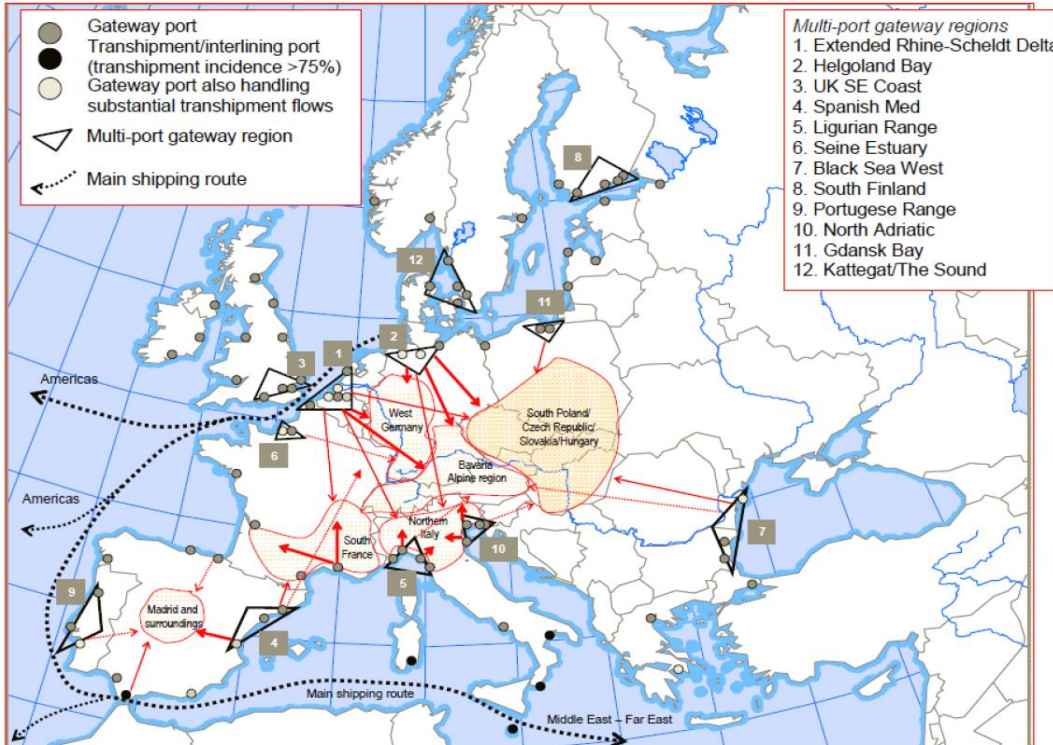 Gateway port
Transhipment/interlining port
(transhipment incidence >75%)
Gateway port also handling
substantial transhipment flows
Multi-port gateway region
Main shipping route
Multi-port gateway regions
1. Extended Rhine-Scheldt Delta
2. Helgoland Bay
3. UK SE Coast
4. Spanish Med
5. Ligurian Range
6. Seine Estuary
7. Black Sea West
8. South Finland
9. Portugese Range
10. North Adriatic
11. Gdansk Bay
12. Kattegat/The Sound
8
12
11
2
1
3
Americas
West
Germany
South Poland/
Czech Republic/
Slovakia/Hungary
6
Bavaria
Alpine region
Americas
Northern
Italy
South
France
7
10
5
9
Madrid and
surroundings
4
Main shipping route
Middle East – Far East